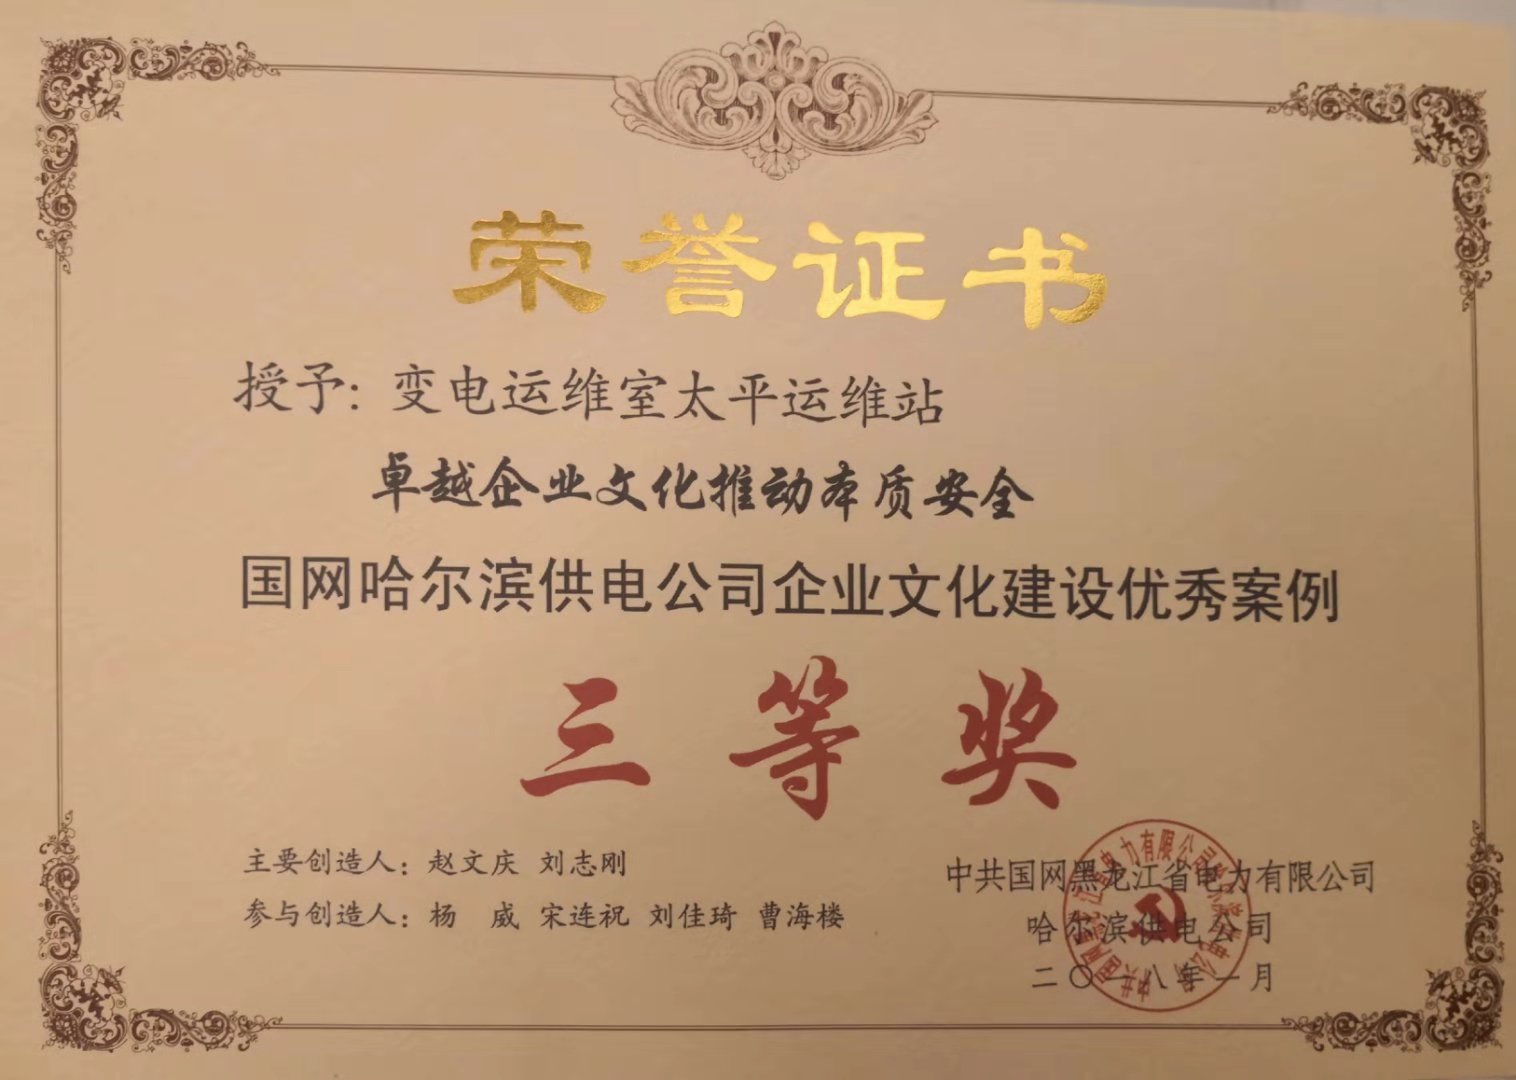 荣誉证书
授予:变电运维室太平运维站
卓越企业文化推动本质安全
国网哈尔滨供电公司企业文化建设优秀案例
三等奖
主要创造人:赵文庆 刘志刚
参与创造人:杨 威 宋连祝 刘佳琦 曹海楼
中共国网黑龙江省电力有限公司
哈尔滨供电公司
二〇一八年一月